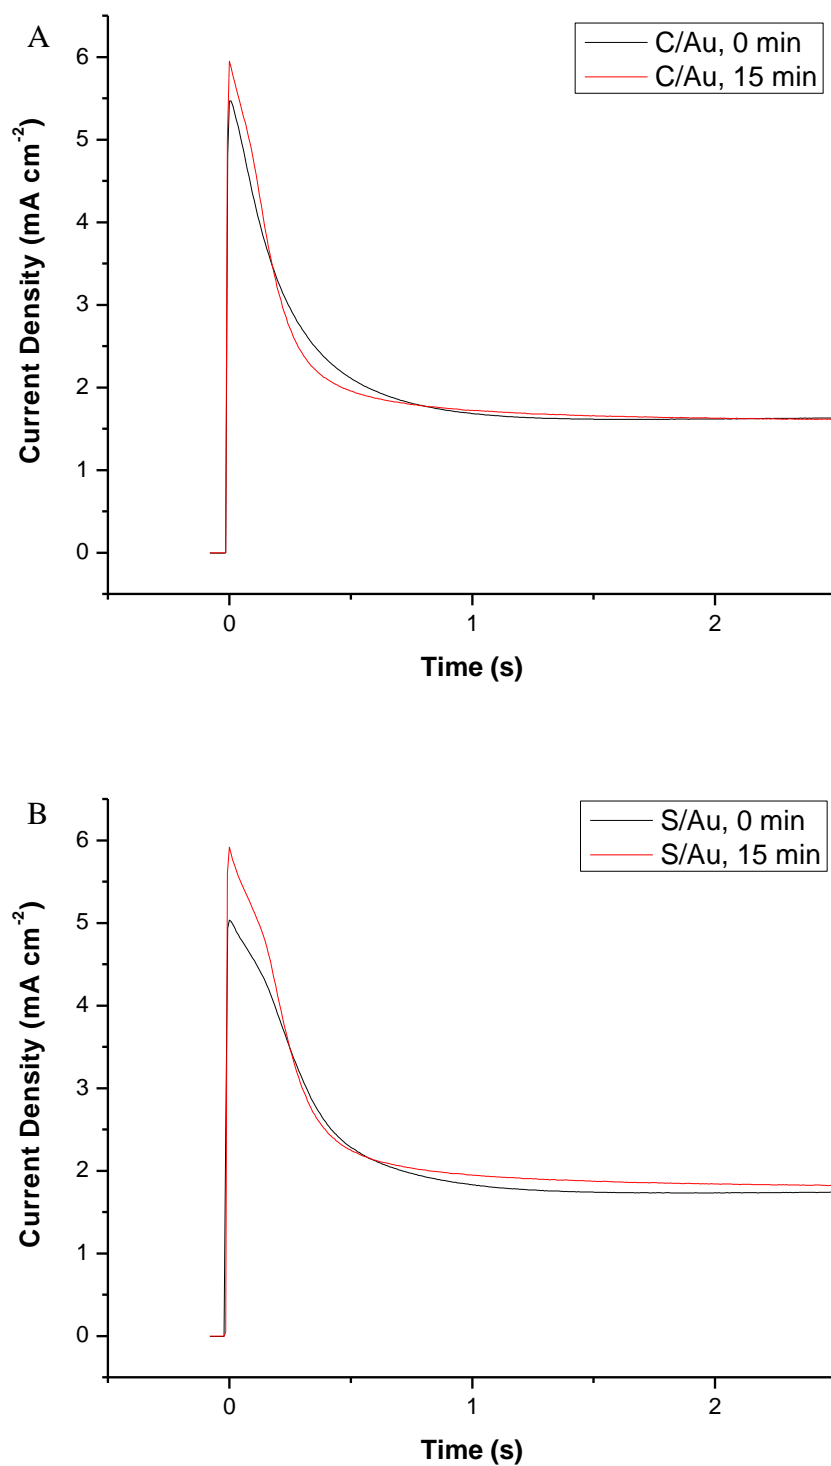 A
C/Au, 0 min
C/Au, 15 min
6
5
4
3
2
1
0
Current Density (mA cm⁻²)
0 1 2
Time (s)
B
S/Au, 0 min
S/Au, 15 min
6
5
4
3
2
1
0
Current Density (mA cm⁻²)
0 1 2
Time (s)